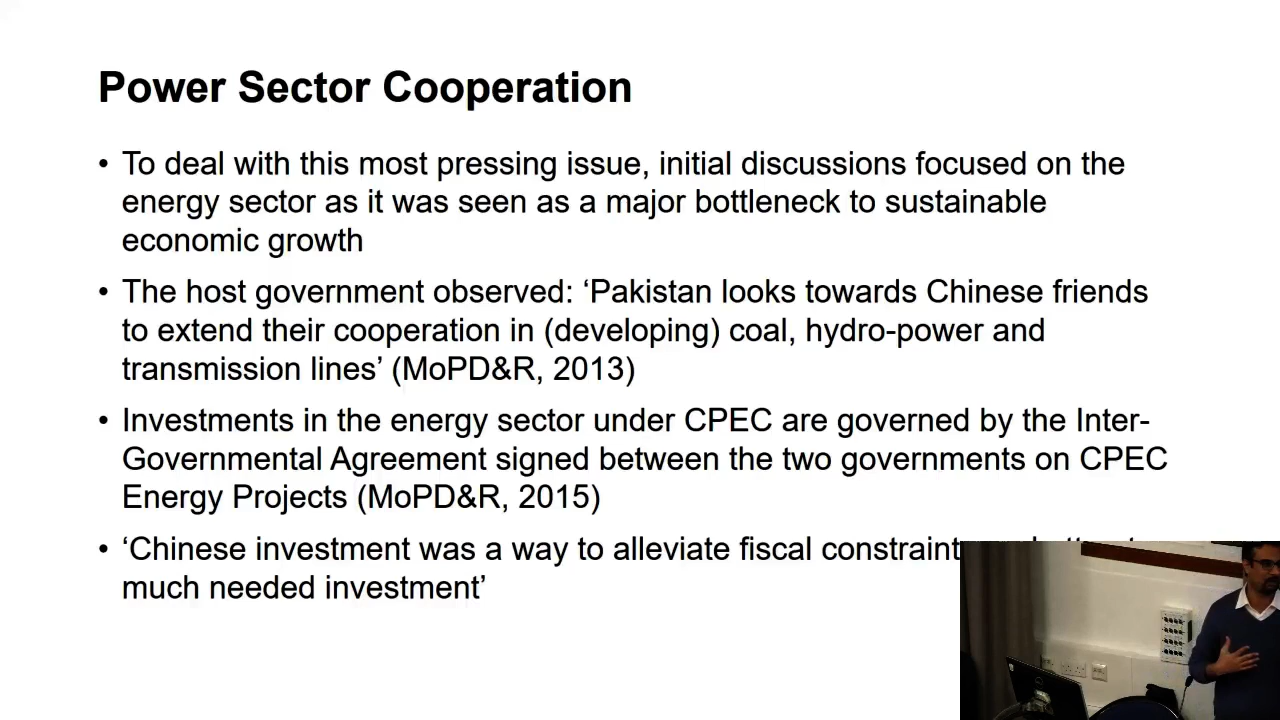 Power Sector Cooperation
• To deal with this most pressing issue, initial discussions focused on the
energy sector as it was seen as a major bottleneck to sustainable
economic growth
• The host government observed: ‘Pakistan looks towards Chinese friends
to extend their cooperation in (developing) coal, hydro-power and
transmission lines’ (MoPD&R, 2013)
• Investments in the energy sector under CPEC are governed by the Inter-
Governmental Agreement signed between the two governments on CPEC
Energy Projects (MoPD&R, 2015)
• ‘Chinese investment was a way to alleviate fiscal
much needed investment’